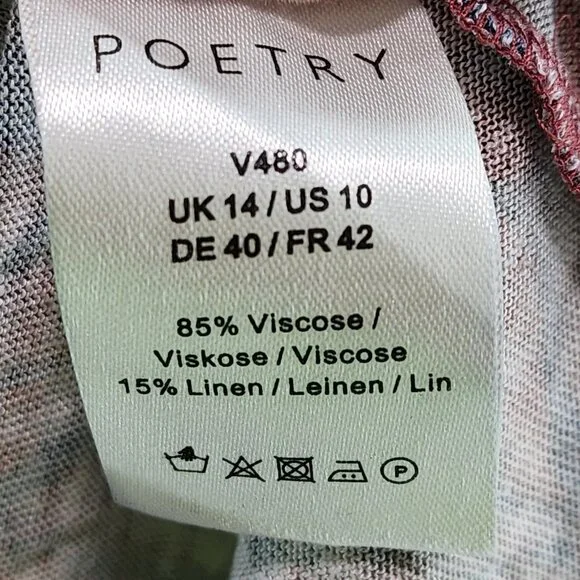 POETRY
V480
UK 14 / US 10
DE 40 / FR 42
85% Viscose /
Viskose / Viscose
15% Linen / Leinen / Lin
P